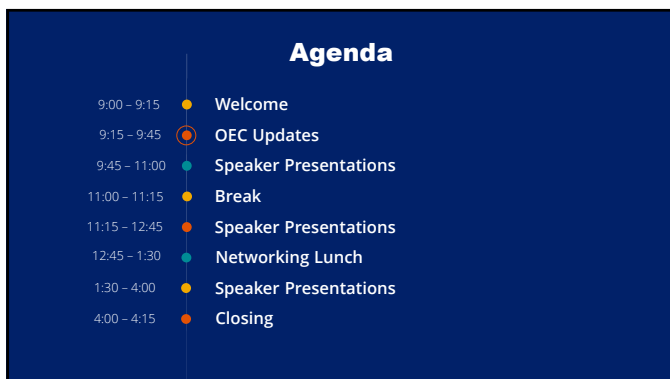 Agenda
9:00 – 9:15 Welcome
9:15 – 9:45 OEC Updates
9:45 – 11:00 Speaker Presentations
11:00 – 11:15 Break
11:15 – 12:45 Speaker Presentations
12:45 – 1:30 Networking Lunch
1:30 – 4:00 Speaker Presentations
4:00 – 4:15 Closing